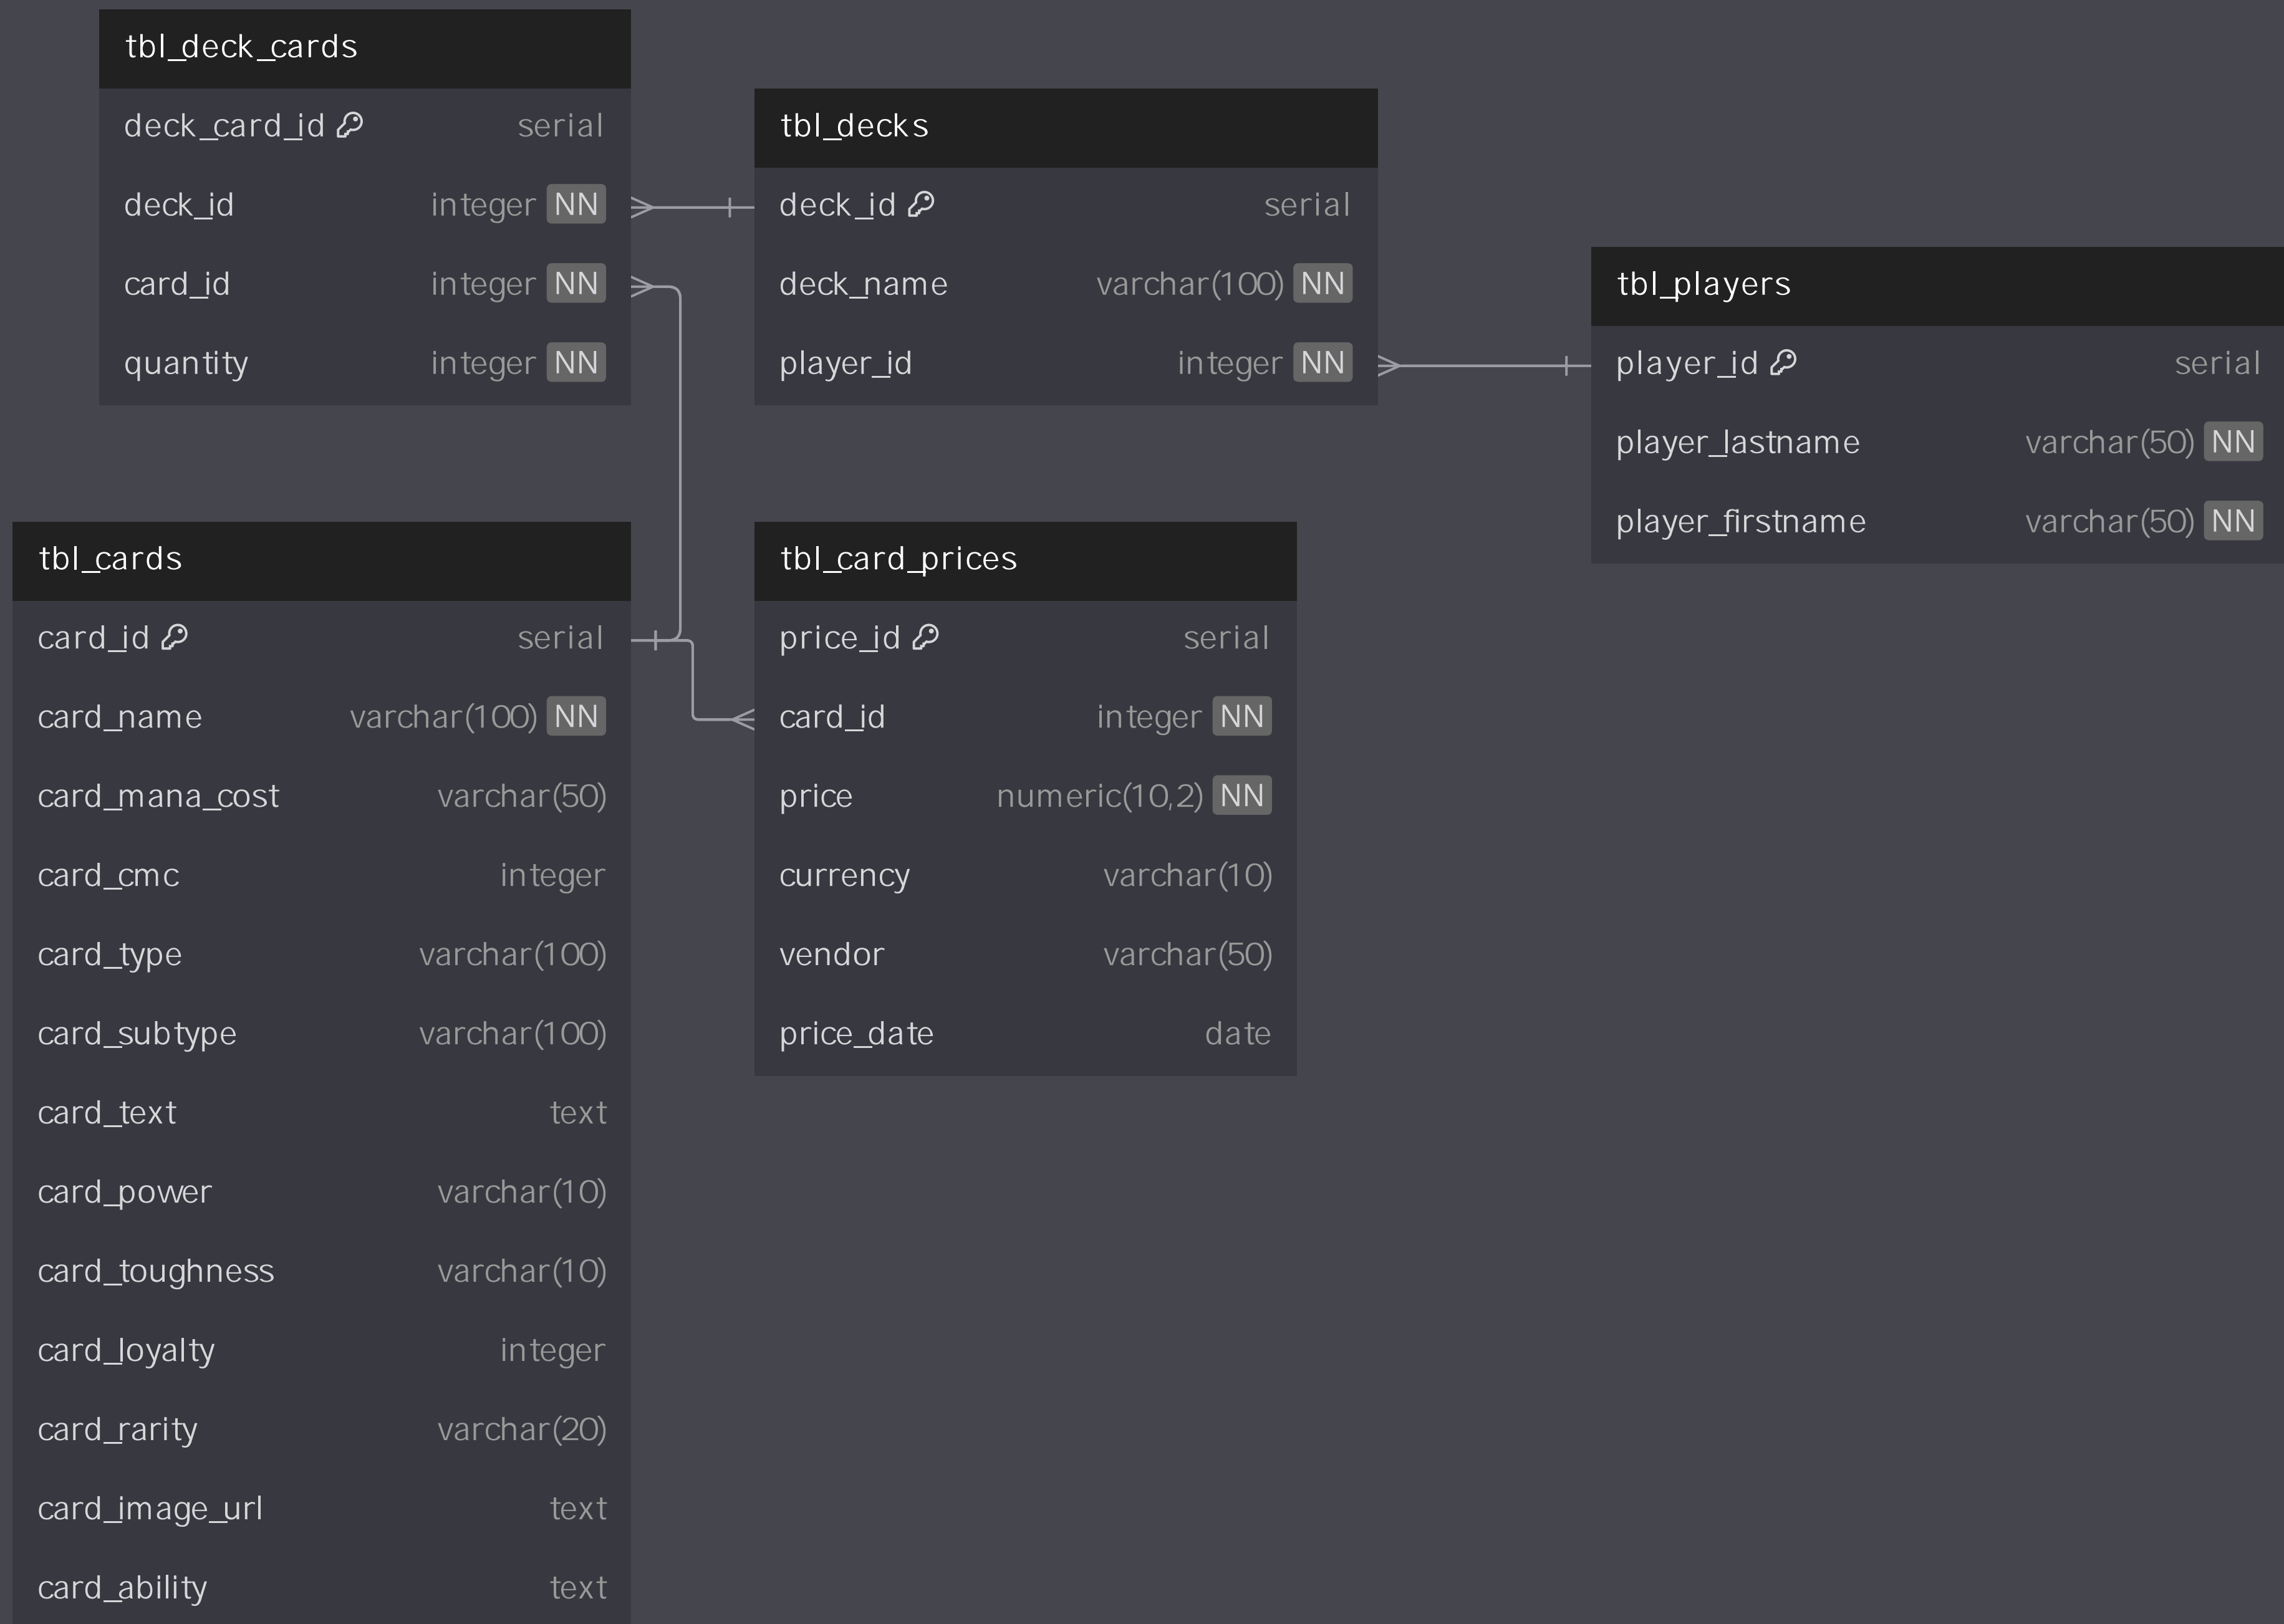 tbl_deck_cards
deck_card_id serial
deck_id integer NN
card_id integer NN
quantity integer NN
tbl_decks
deck_id serial
deck_name varchar(100) NN
player_id integer NN
tbl_players
player_id serial
player_lastname varchar(50) NN
player_firstname varchar(50) NN
tbl_cards
card_id serial
card_name varchar(100) NN
card_mana_cost varchar(50)
card_cmc integer
card_type varchar(100)
card_subtype varchar(100)
card_text text
card_power varchar(10)
card_toughness varchar(10)
card_loyalty integer
card_rarity varchar(20)
card_image_url text
card_ability text
tbl_card_prices
price_id serial
card_id integer NN
price numeric(10,2) NN
currency varchar(10)
vendor varchar(50)
price_date date